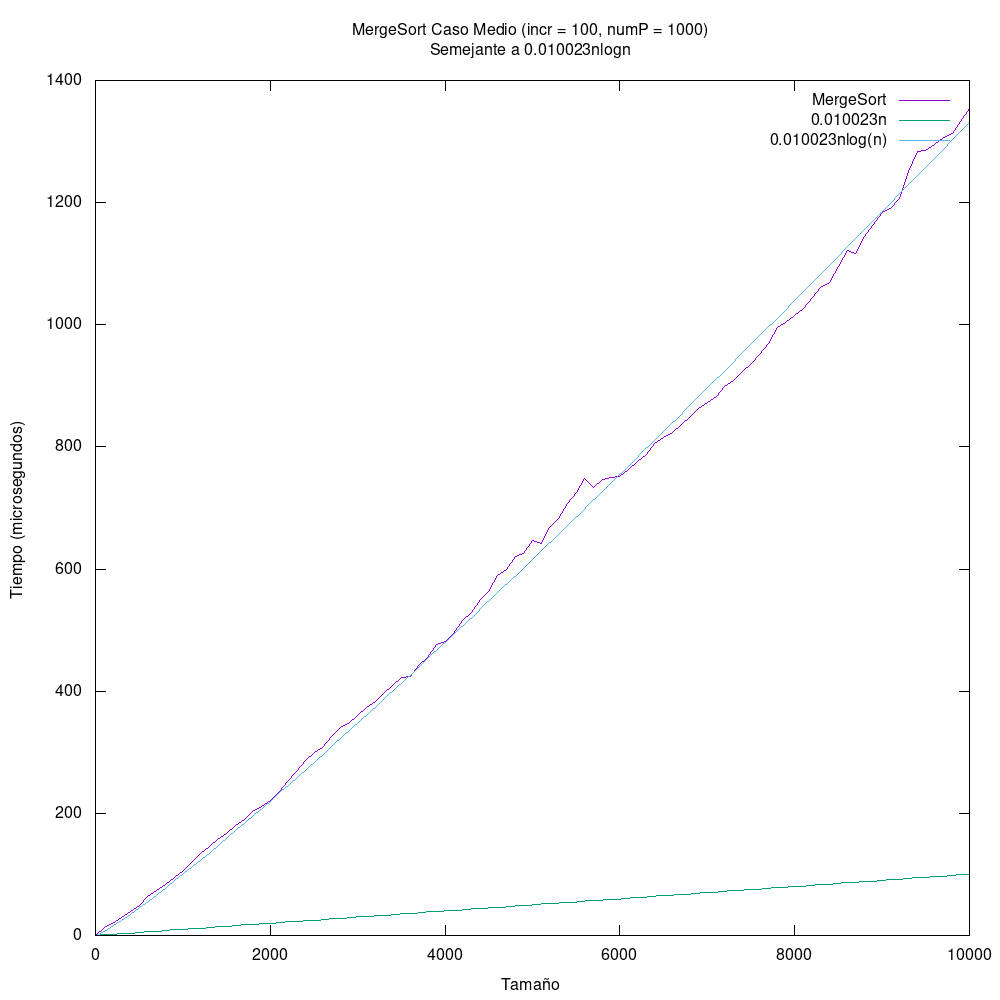 MergeSort Caso Medio (incr = 100, numP = 1000)
Semejante a 0.010023nlogn
MergeSort
0.010023n
0.010023nlog(n)
1400
1200
1000
800
600
400
200
0
Tiempo (microsegundos)
0 2000 4000 6000 8000 10000
Tamaño